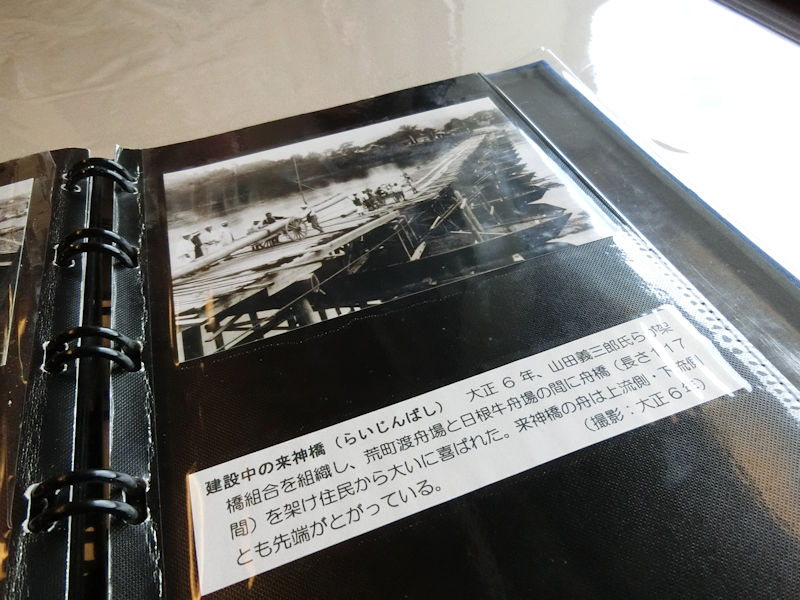 建設中の来神橋（らいじんばし）　大正６年、山田義三郎氏らが架
橋組合を組織し、荒町渡舟場と日根牛舟場の間に舟橋（長さ
間）を架け住民から大いに喜ばれた。来神橋の舟は上流側・下流側
とも先端がとがっている。　（撮影：大正６年）